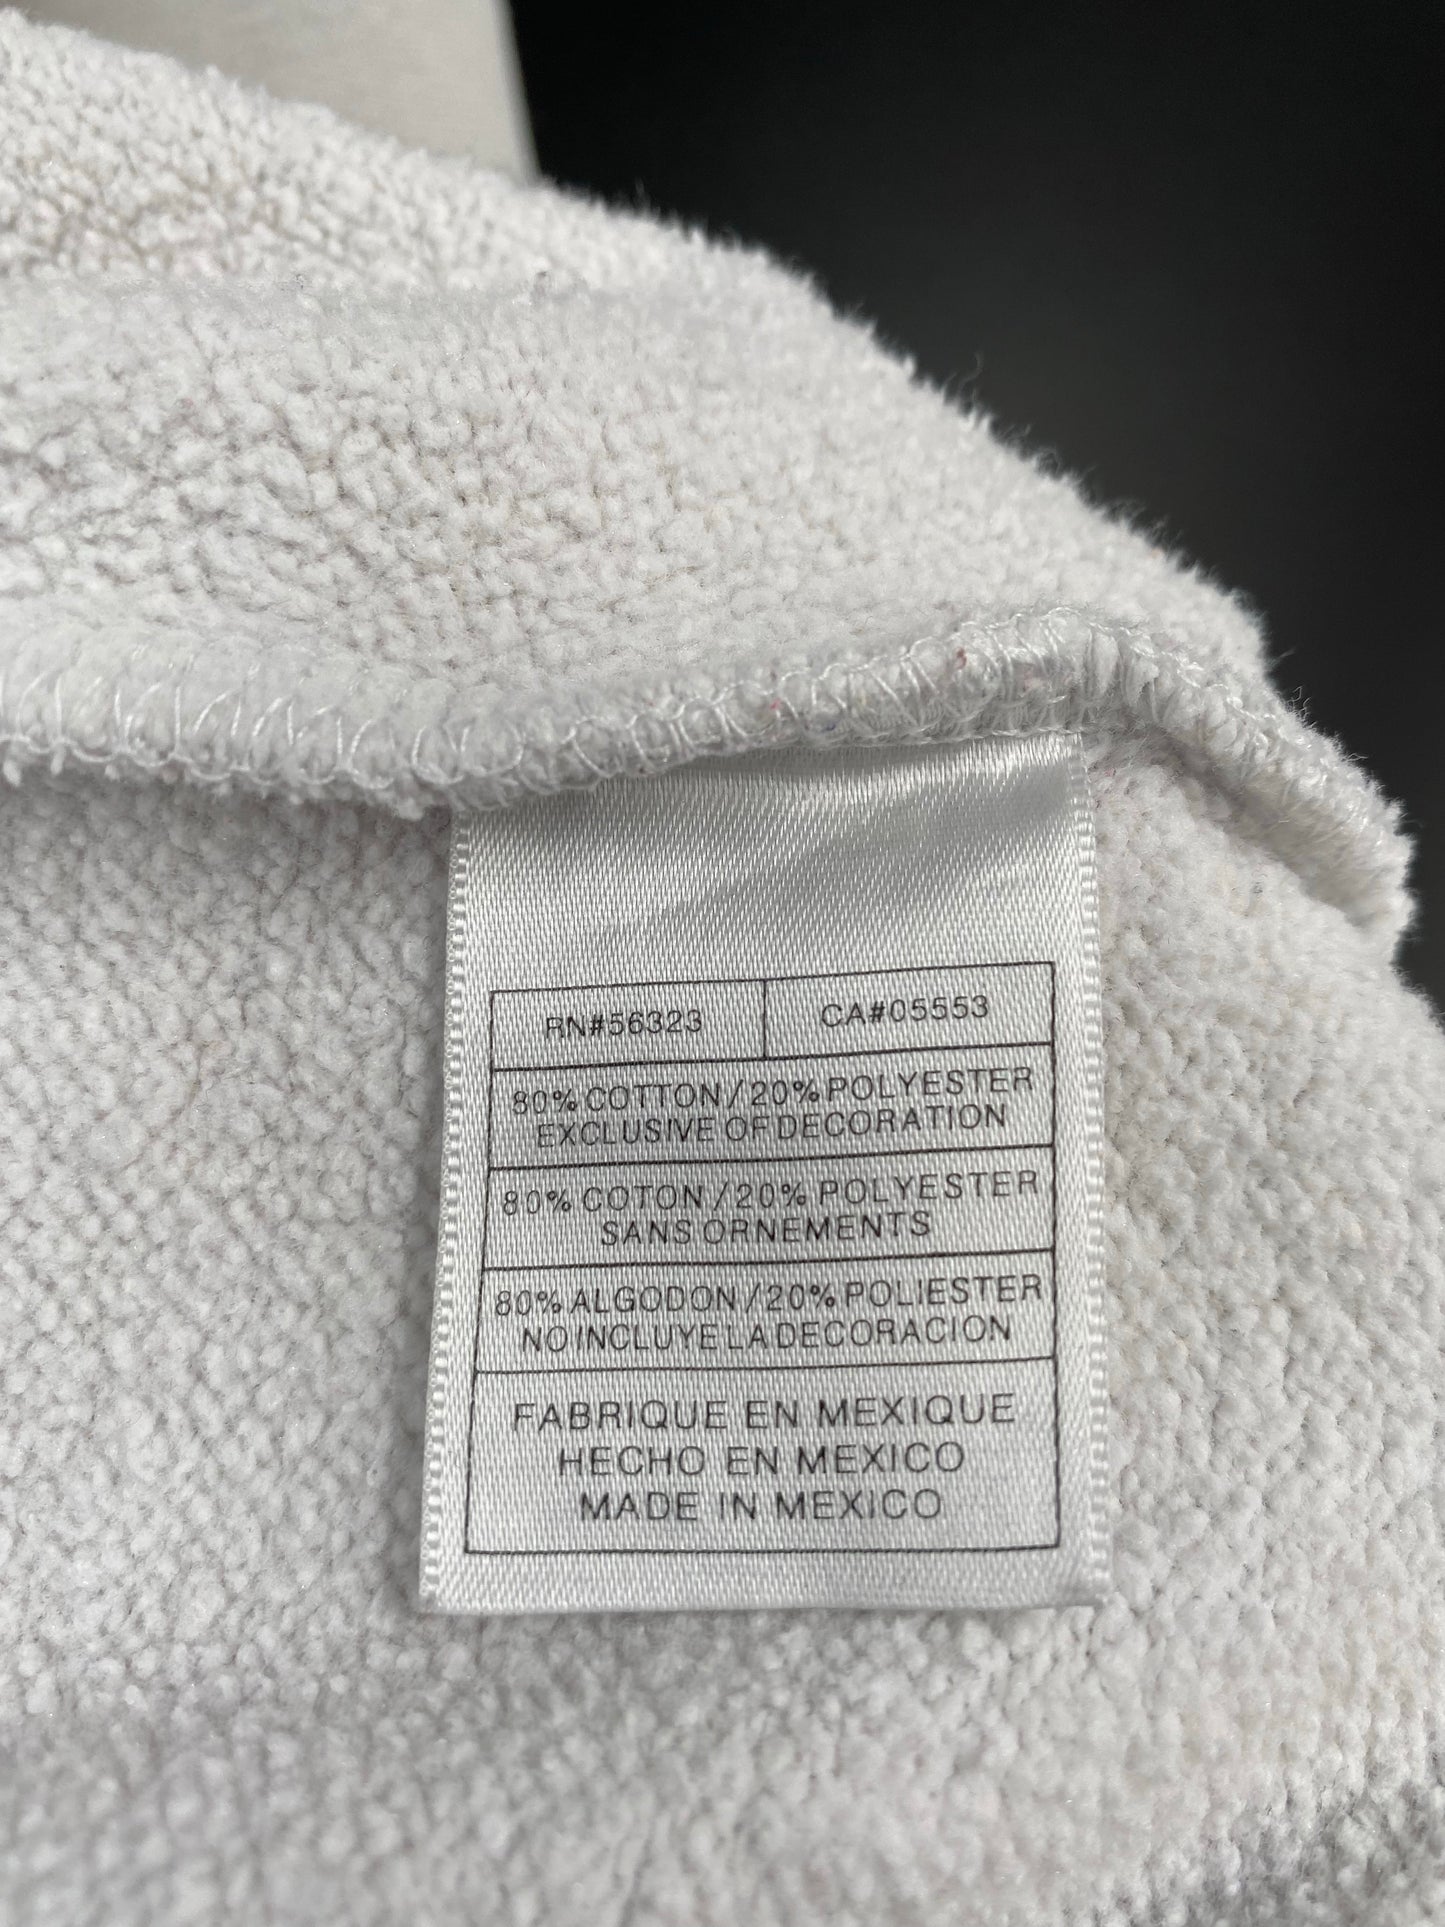 RN#56323 CA#05553
80% COTTON/20% POLYESTER
EXCLUSIVE OF DECORATION
80% COTON/20% POLYESTER
SANS ORNEMENTS
80% ALGODON/20% POLIESTER
NO INCLUYE LA DECORACION
FABRIQUE EN MEXIQUE
HECHO EN MEXICO
MADE IN MEXICO